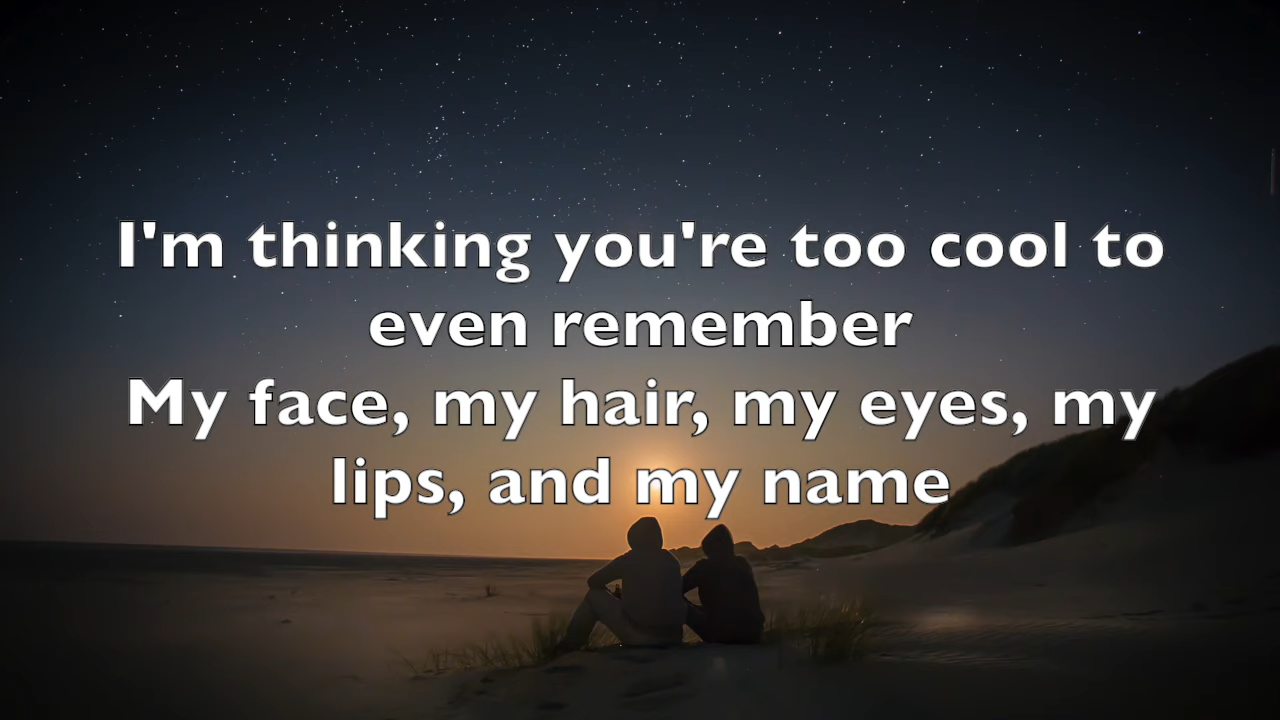 I'm thinking you're too cool to
even remember
My face, my hair, my eyes, my
lips, and my name